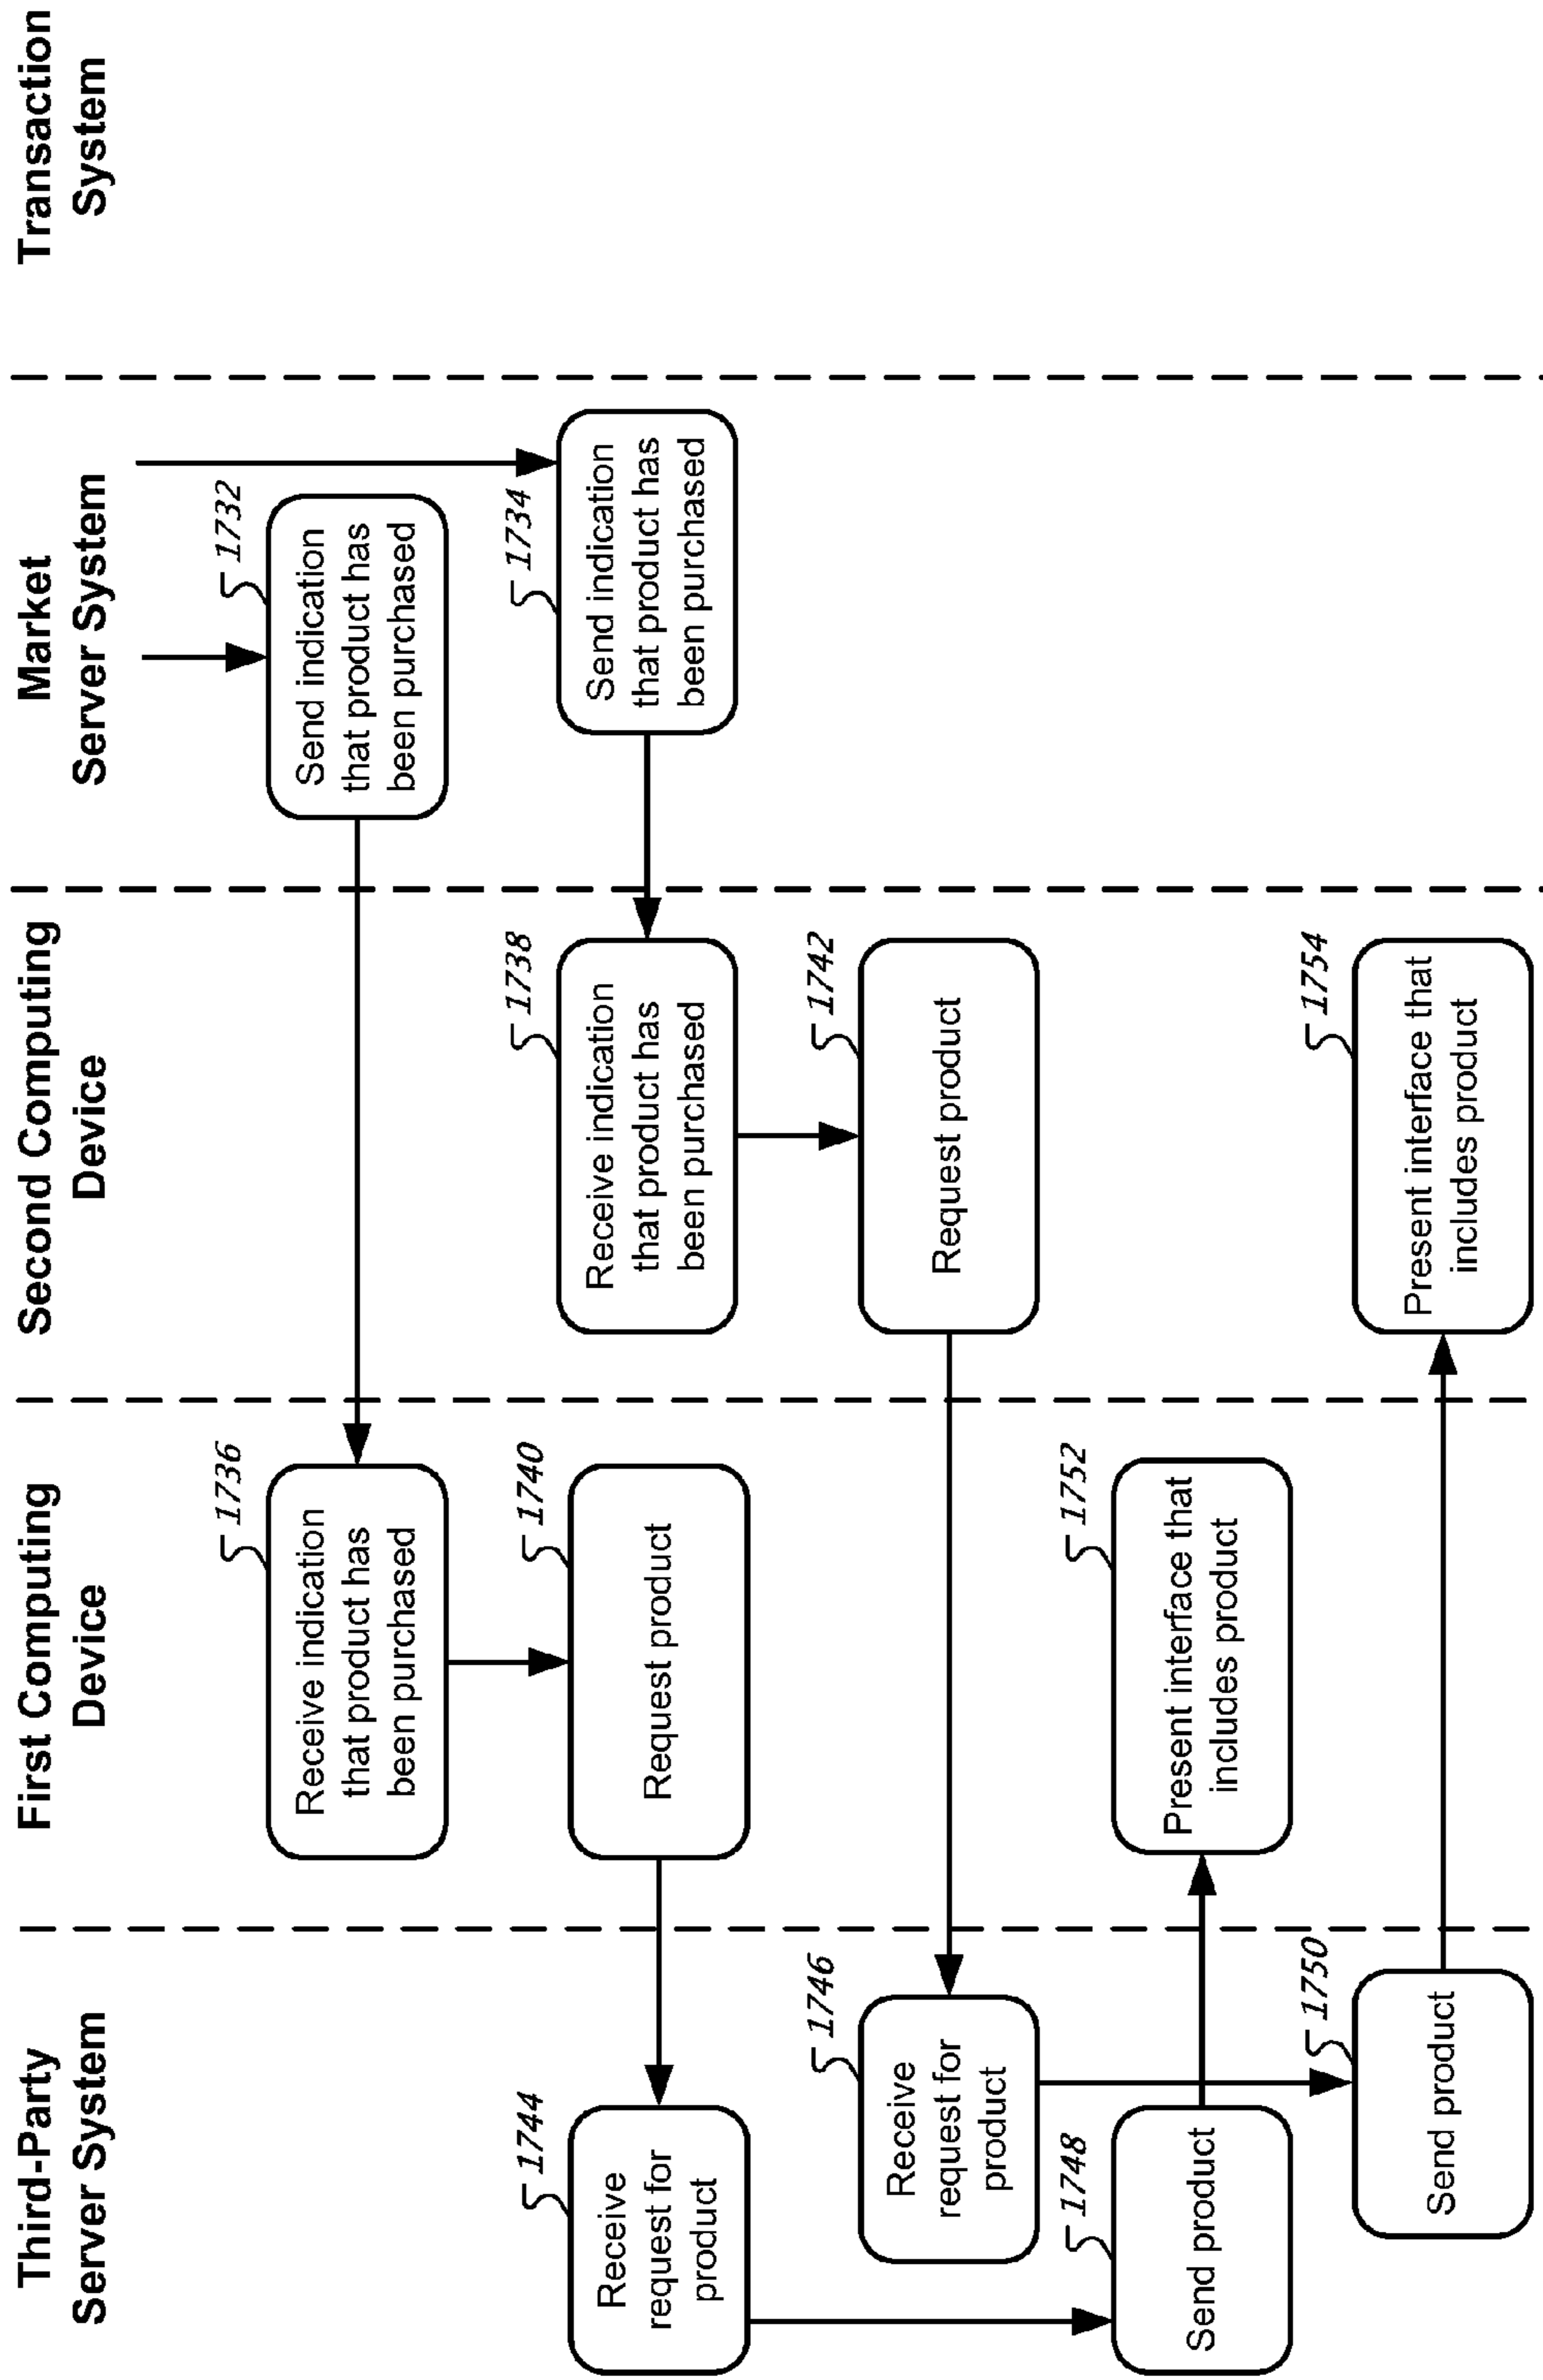 Third-Party
Server System
First Computing
Device
Second Computing
Device
Market
Server System
Transaction
System
1732
Send indication
that product has
been purchased
1736
Receive indication
that product has
been purchased
1734
Send indication
that product has
been purchased
1738
Receive indication
that product has
been purchased
1740
Request product
1744
Receive
request for
product
1742
Request product
1746
Receive
request for
product
1748
Send product
1752
Present interface that
includes product
1750
Send product
1754
Present interface that
includes product